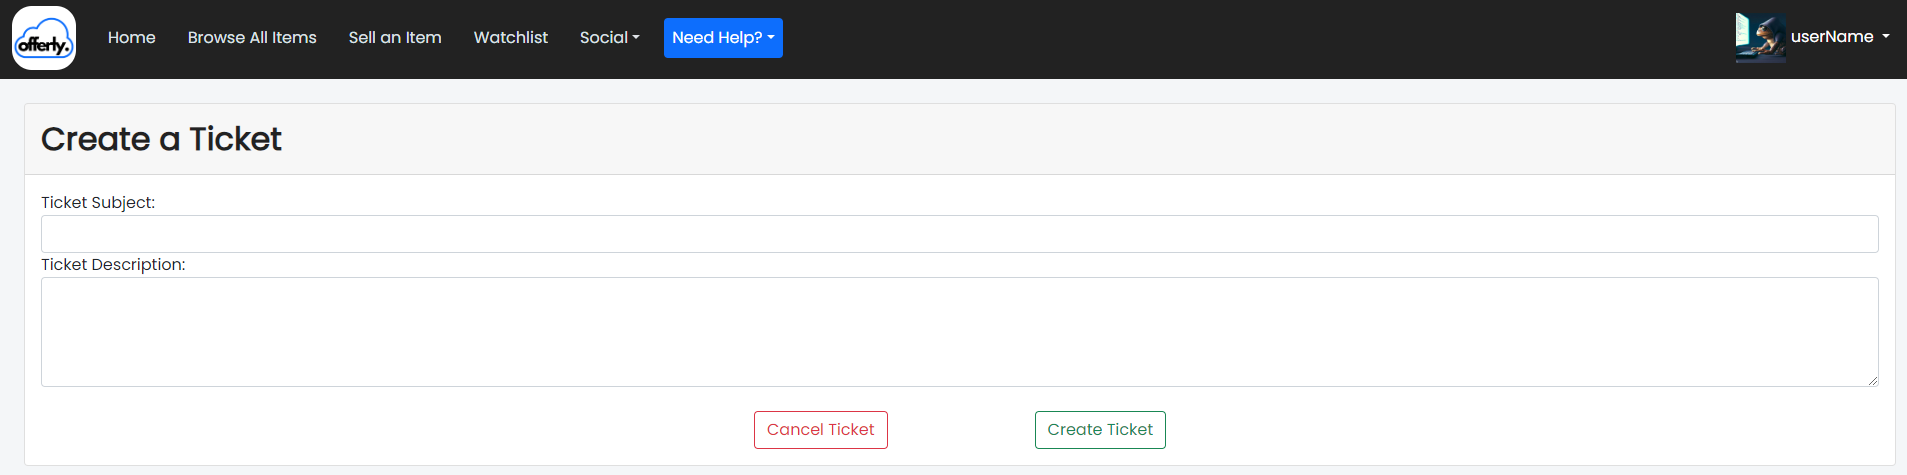 offerly.
Home Browse All Items Sell an Item Watchlist Social Need Help? userName
Create a Ticket
Ticket Subject:
Ticket Description:
Cancel Ticket Create Ticket